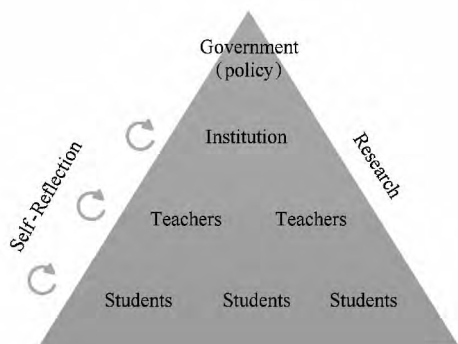 Government
(policy)
Institution
Self-Reflection
Research
Teachers Teachers
Students Students Students